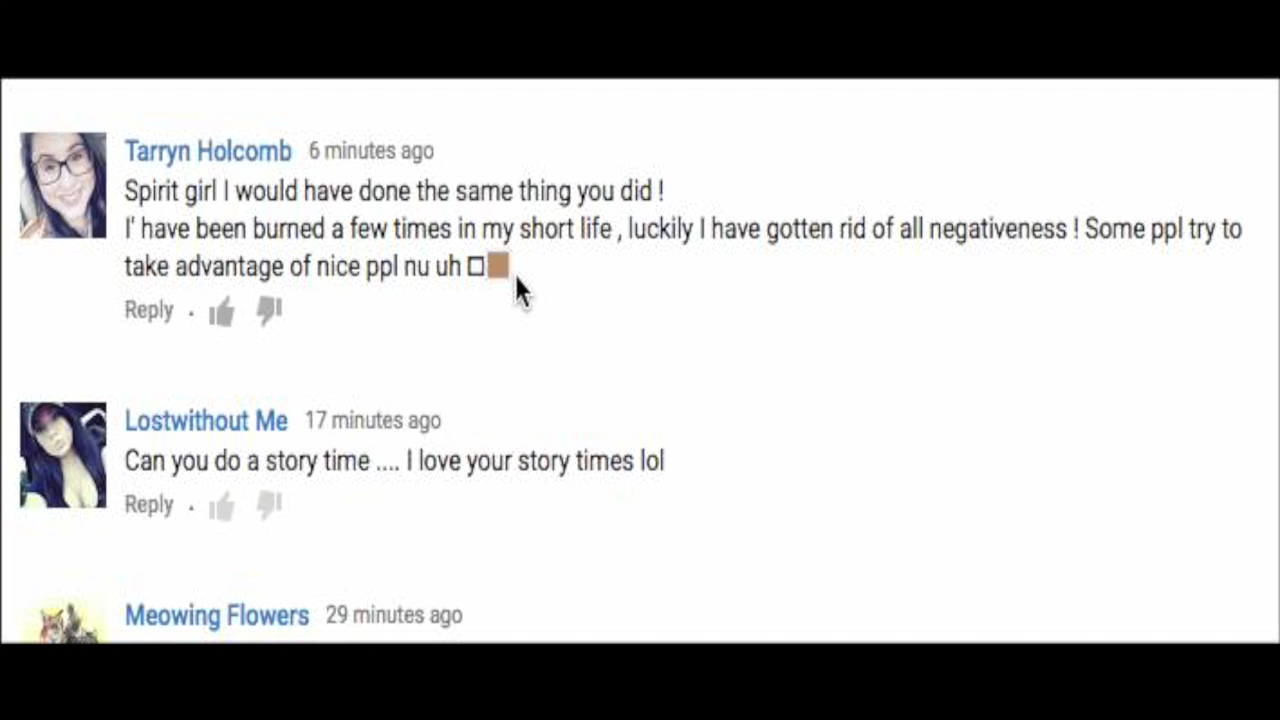 Tarryn Holcomb 6 minutes ago
Spirit girl I would have done the same thing you did !
I' have been burned a few times in my short life , luckily I have gotten rid of all negativeness ! Some ppl try to
take advantage of nice ppl nu uh
Reply .
Lostwithout Me 17 minutes ago
Can you do a story time .... I love your story times lol
Reply .
Meowing Flowers 29 minutes ago